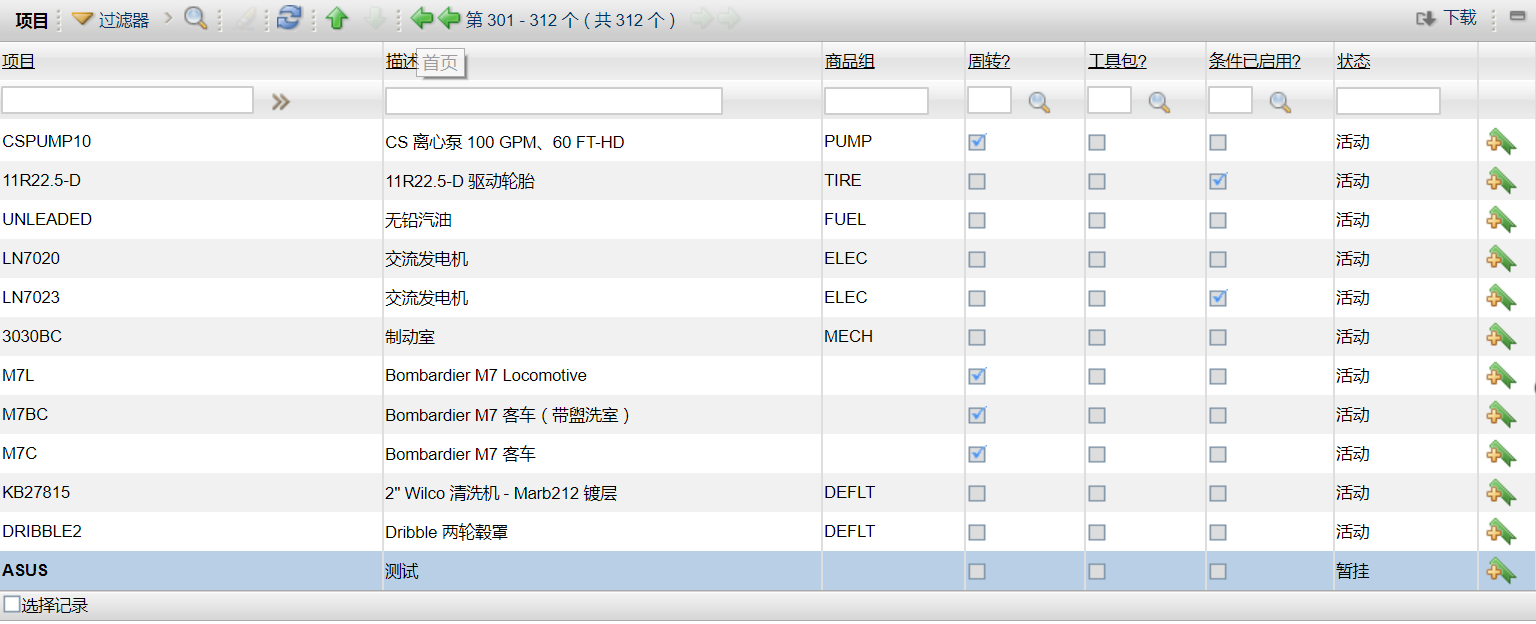 项目 过滤器 第 301 - 312 个 ( 共 312 个 ) 下载
项目 描述 首页 商品组 周转? 工具包? 条件已启用? 状态
CSPUMP10 CS 离心泵 100 GPM、60 FT-HD PUMP 活动
11R22.5-D 11R22.5-D 驱动轮胎 TIRE 活动
UNLEADED 无铅汽油 FUEL 活动
LN7020 交流发电机 ELEC 活动
LN7023 交流发电机 ELEC 活动
3030BC 制动室 MECH 活动
M7L Bombardier M7 Locomotive 活动
M7BC Bombardier M7 客车 ( 带盥洗室 ) 活动
M7C Bombardier M7 客车 活动
KB27815 2" Wilco 清洗机 - Marb212 镀层 DEFLT 活动
DRIBBLE2 Dribble 两轮毂罩 DEFLT 活动
ASUS 测试 暂挂
选择记录